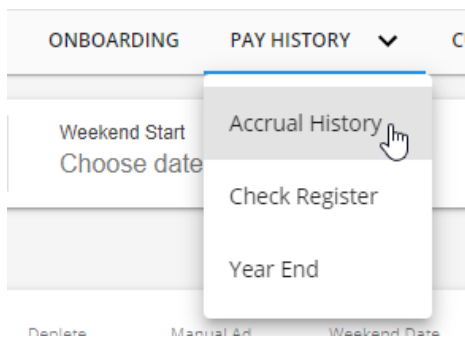 ONBOARDING PAY HISTORY
Accrual History
Weekend Start
Choose date
Check Register
Year End
Deplete Manual Ad Weekend Date